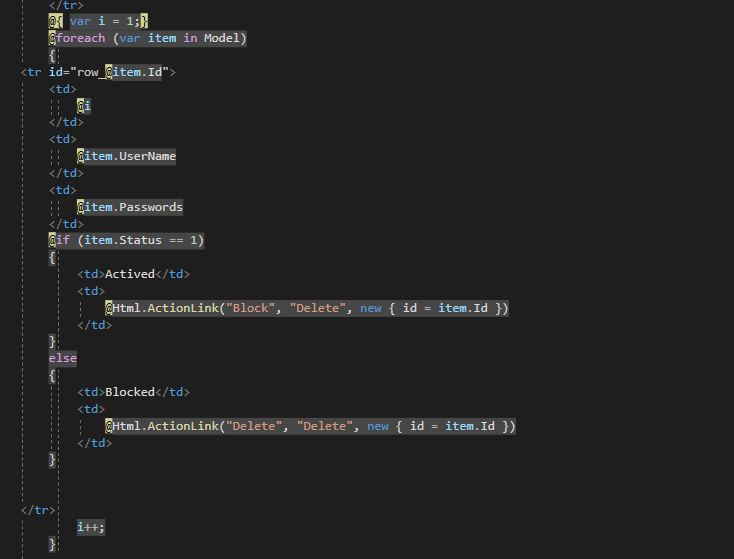 </tr>
@{ var i = 1;}
@foreach (var item in Model)
{
<tr id="row_@item.Id">
<td>
@i
</td>
<td>
@item.UserName
</td>
<td>
@item.Passwords
</td>
@if (item.Status == 1)
{
<td>Actived</td>
<td>
@Html.ActionLink("Block", "Delete", new { id = item.Id })
</td>
}
else
{
<td>Blocked</td>
<td>
@Html.ActionLink("Delete", "Delete", new { id = item.Id })
</td>
}
</tr>
i++;
}